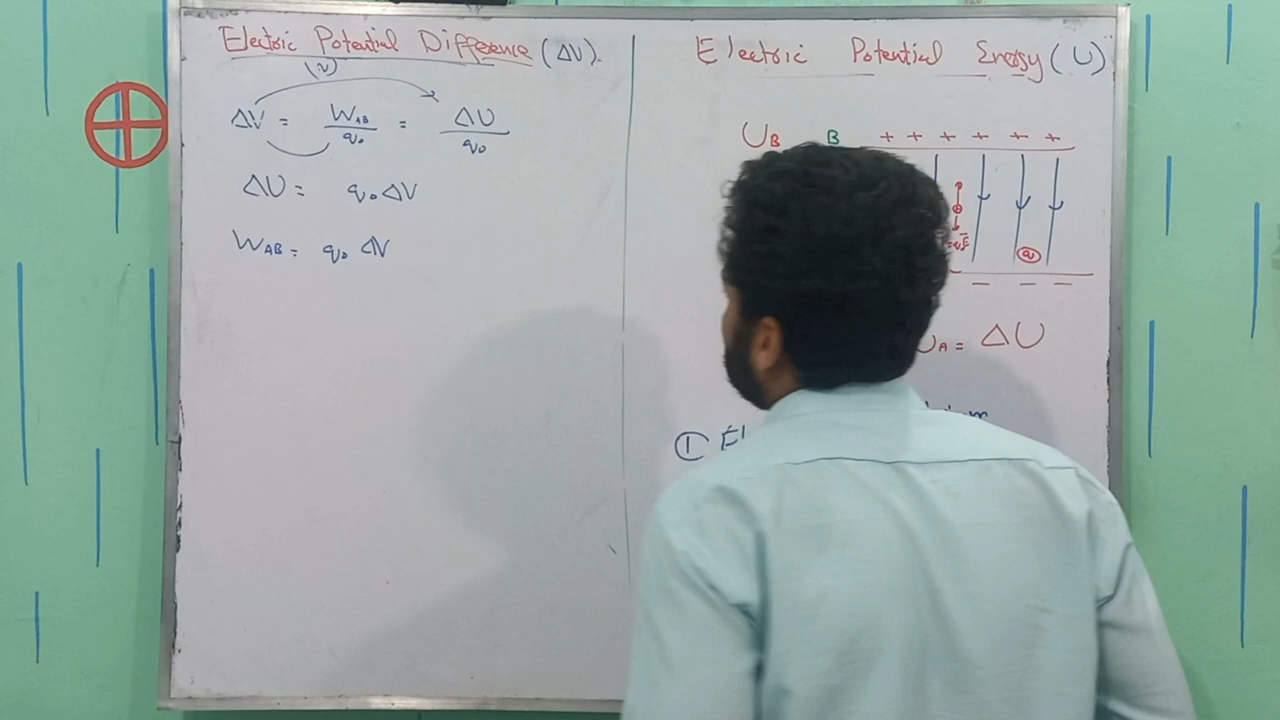 Electric Potential Difference (ΔV).
(v)
ΔV = W_AB / q₀ = ΔU / q₀
ΔU = q₀ ΔV
W_AB = q₀ ΔV
Electric Potential Energy (U)
U_B B + + + + + +
q
− − −
U_A = ΔU
①